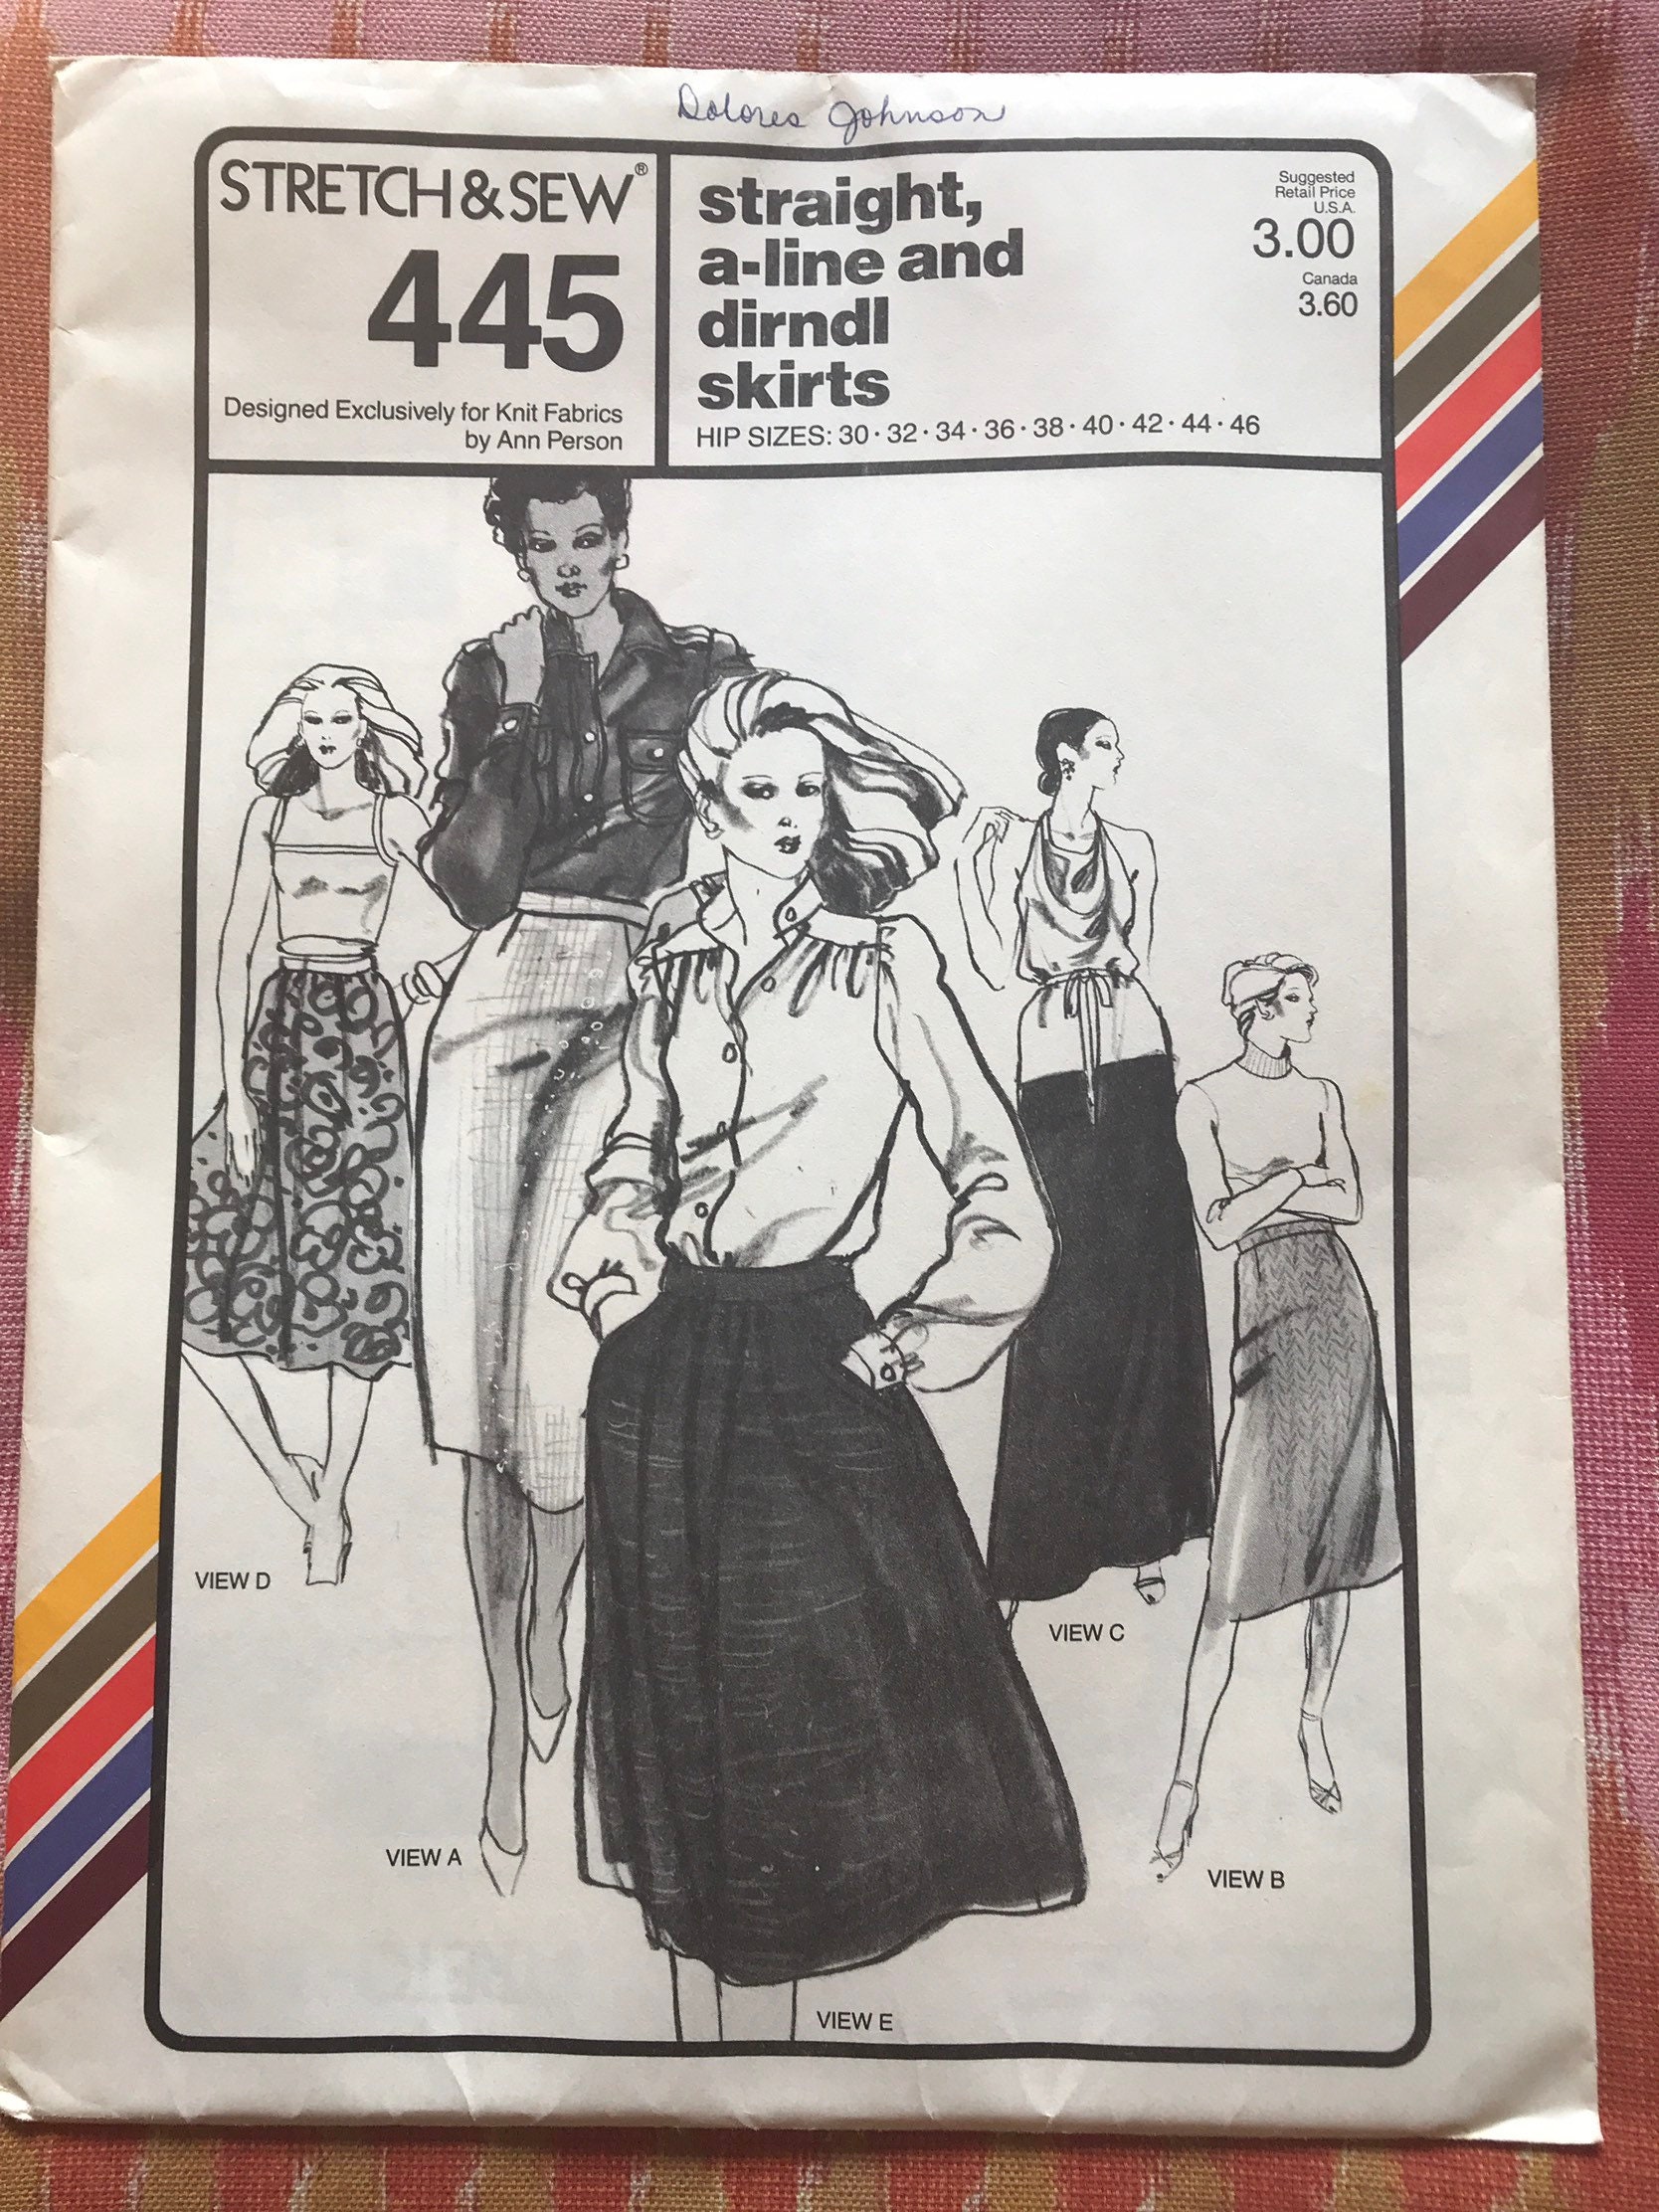 Dolores Johnson
STRETCH & SEW®
445
Designed Exclusively for Knit Fabrics
by Ann Person
straight,
a-line and
dirndl
skirts
HIP SIZES: 30 · 32 · 34 · 36 · 38 · 40 · 42 · 44 · 46
Suggested
Retail Price
U.S.A.
3.00
Canada
3.60
VIEW D
VIEW A
VIEW E
VIEW C
VIEW B